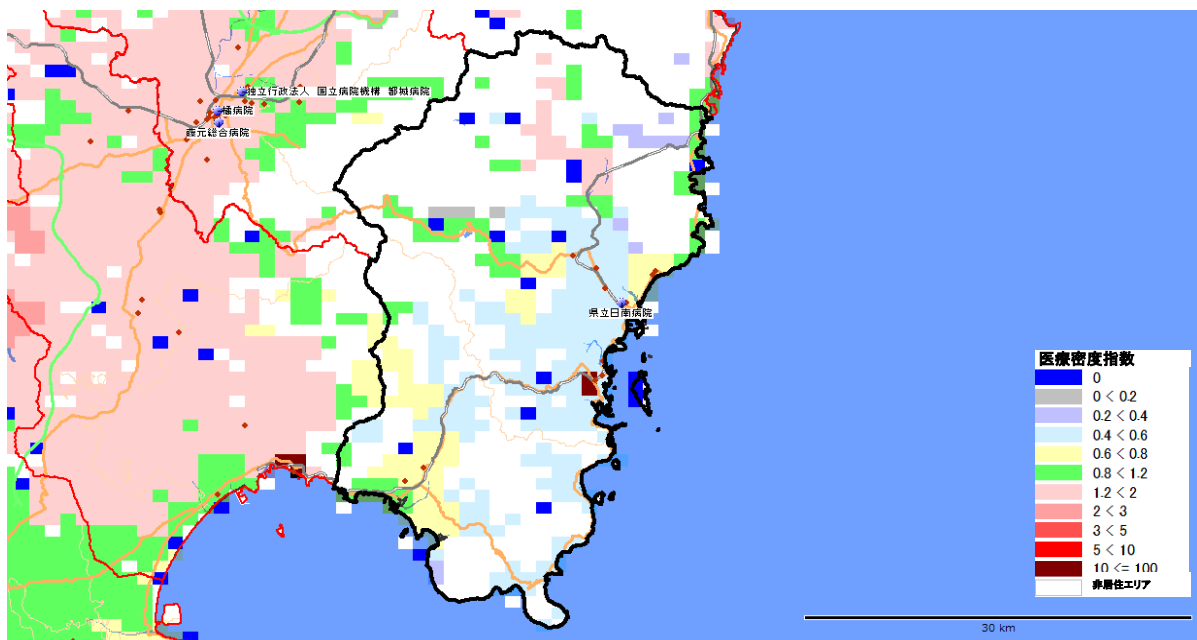 独立行政法人 国立病院機構 都城病院
橘病院
藤元総合病院
県立日南病院
医療密度指数
0
0 < 0.2
0.2 < 0.4
0.4 < 0.6
0.6 < 0.8
0.8 < 1.2
1.2 < 2
2 < 3
3 < 5
5 < 10
10 <= 100
非居住エリア
30 km